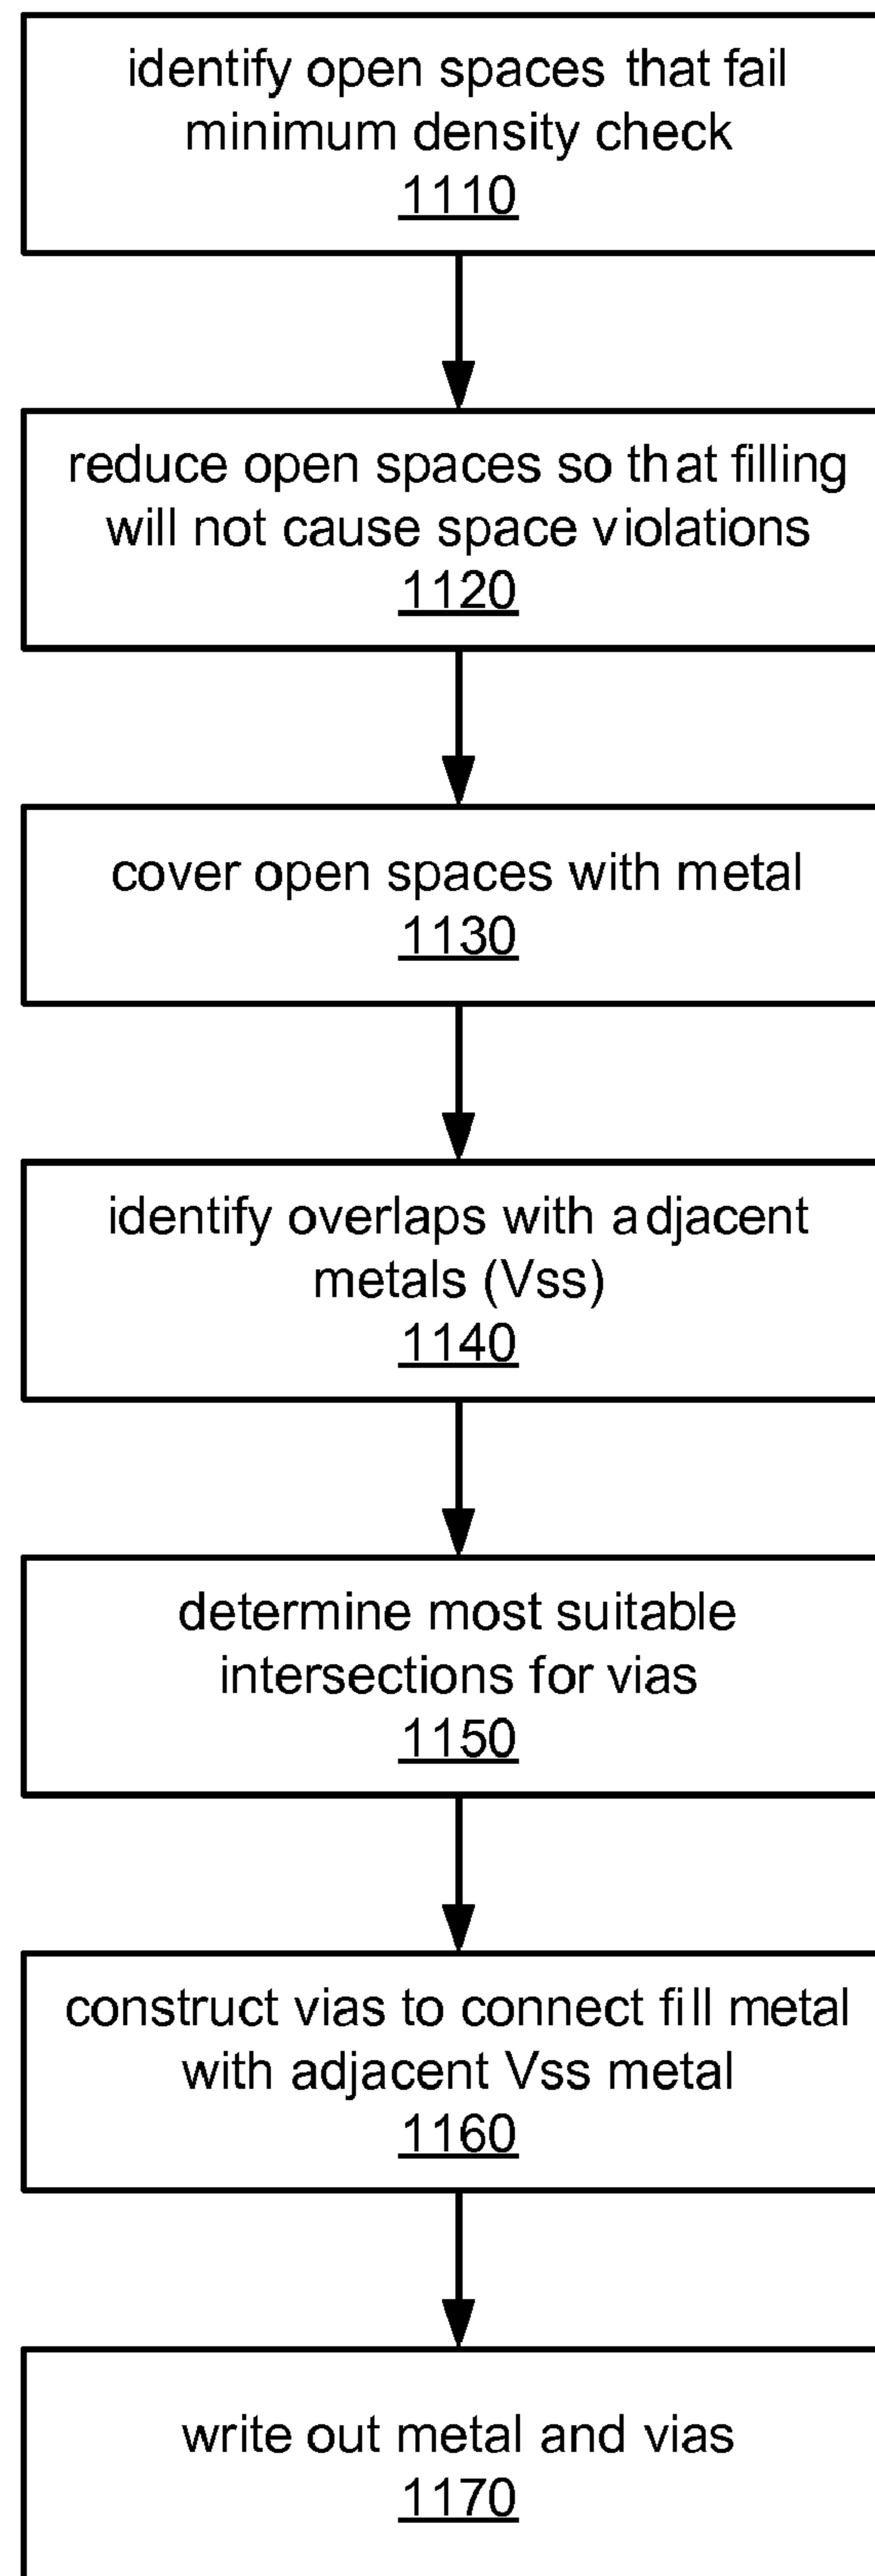 identify open spaces that fail
minimum density check
1110
reduce open spaces so that filling
will not cause space violations
1120
cover open spaces with metal
1130
identify overlaps with adjacent
metals (Vss)
1140
determine most suitable
intersections for vias
1150
construct vias to connect fill metal
with adjacent Vss metal
1160
write out metal and vias
1170